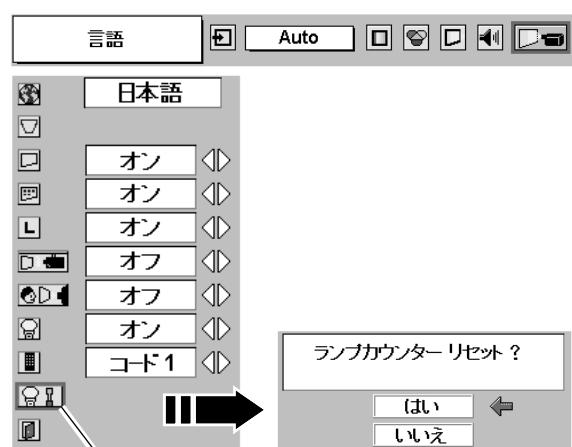 言語
Auto
日本語
オン
オン
L オン
オフ
オフ
オン
コード 1
ランプカウンター リセット ?
はい
いいえ